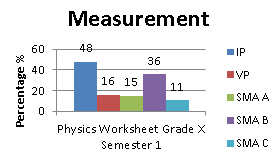 Measurement
Percentage %
60
40
20
0
48
16
15
36
11
Physics Worksheet Grade X
Semester 1
IP
VP
SMA A
SMA B
SMA C